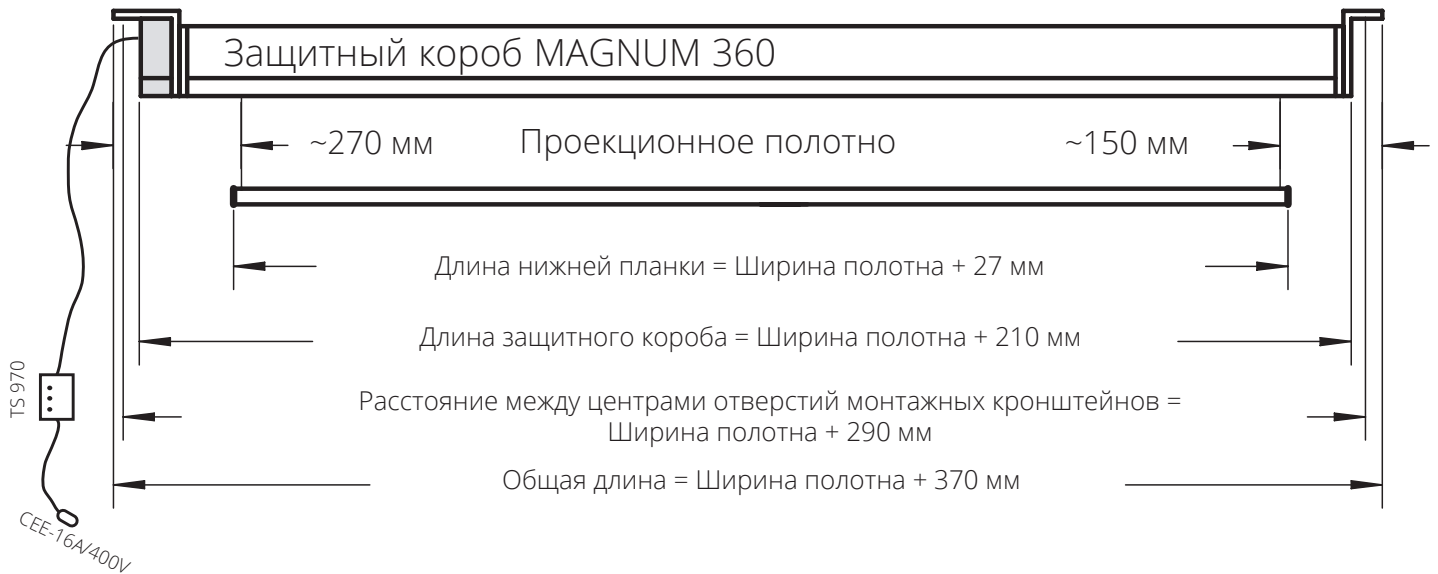 Защитный короб MAGNUM 360
~270 мм
Проекционное полотно
~150 мм
Длина нижней планки = Ширина полотна + 27 мм
Длина защитного короба = Ширина полотна + 210 мм
TS 970
Расстояние между центрами отверстий монтажных кронштейнов =
Ширина полотна + 290 мм
Общая длина = Ширина полотна + 370 мм
CEE-16A/400V